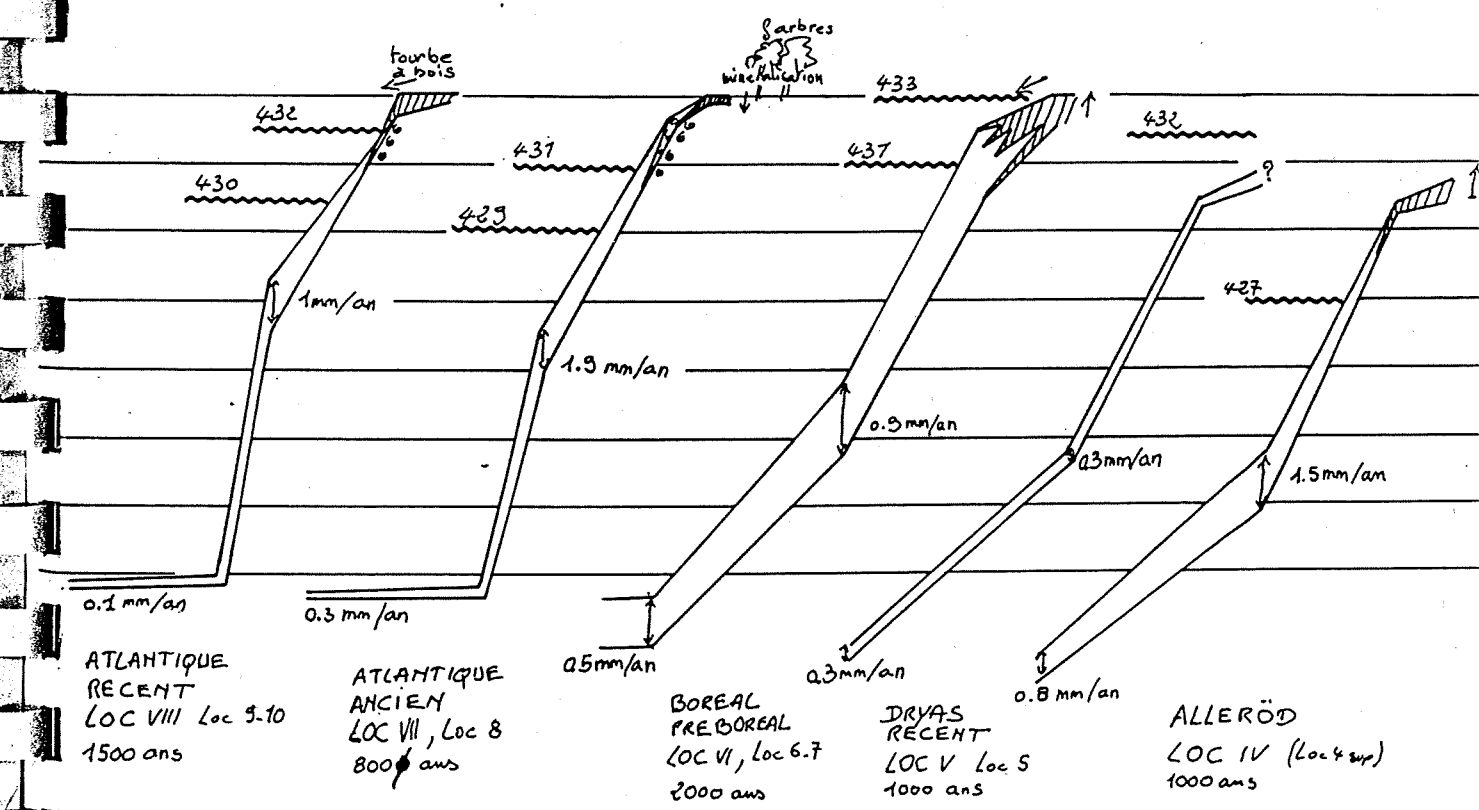 tourbe
à bois
432
430
1mm/an
0.1 mm/an
ATLANTIQUE
RECENT
LOC VIII Loc 9-10
1500 ans
8 arbres
minéralisation
431
429
1.9 mm/an
0.3 mm/an
ATLANTIQUE
ANCIEN
LOC VII, Loc 8
800 ans
433
431
0.9 mm/an
0.5mm/an
BOREAL
PREBOREAL
LOC VI, Loc 6.7
2000 ans
?
0.3mm/an
0.3mm/an
DRYAS
RECENT
LOC V Loc 5
1000 ans
432
427
1.5mm/an
0.8 mm/an
ALLERÖD
LOC IV (Loc 4 sup)
1000 ans